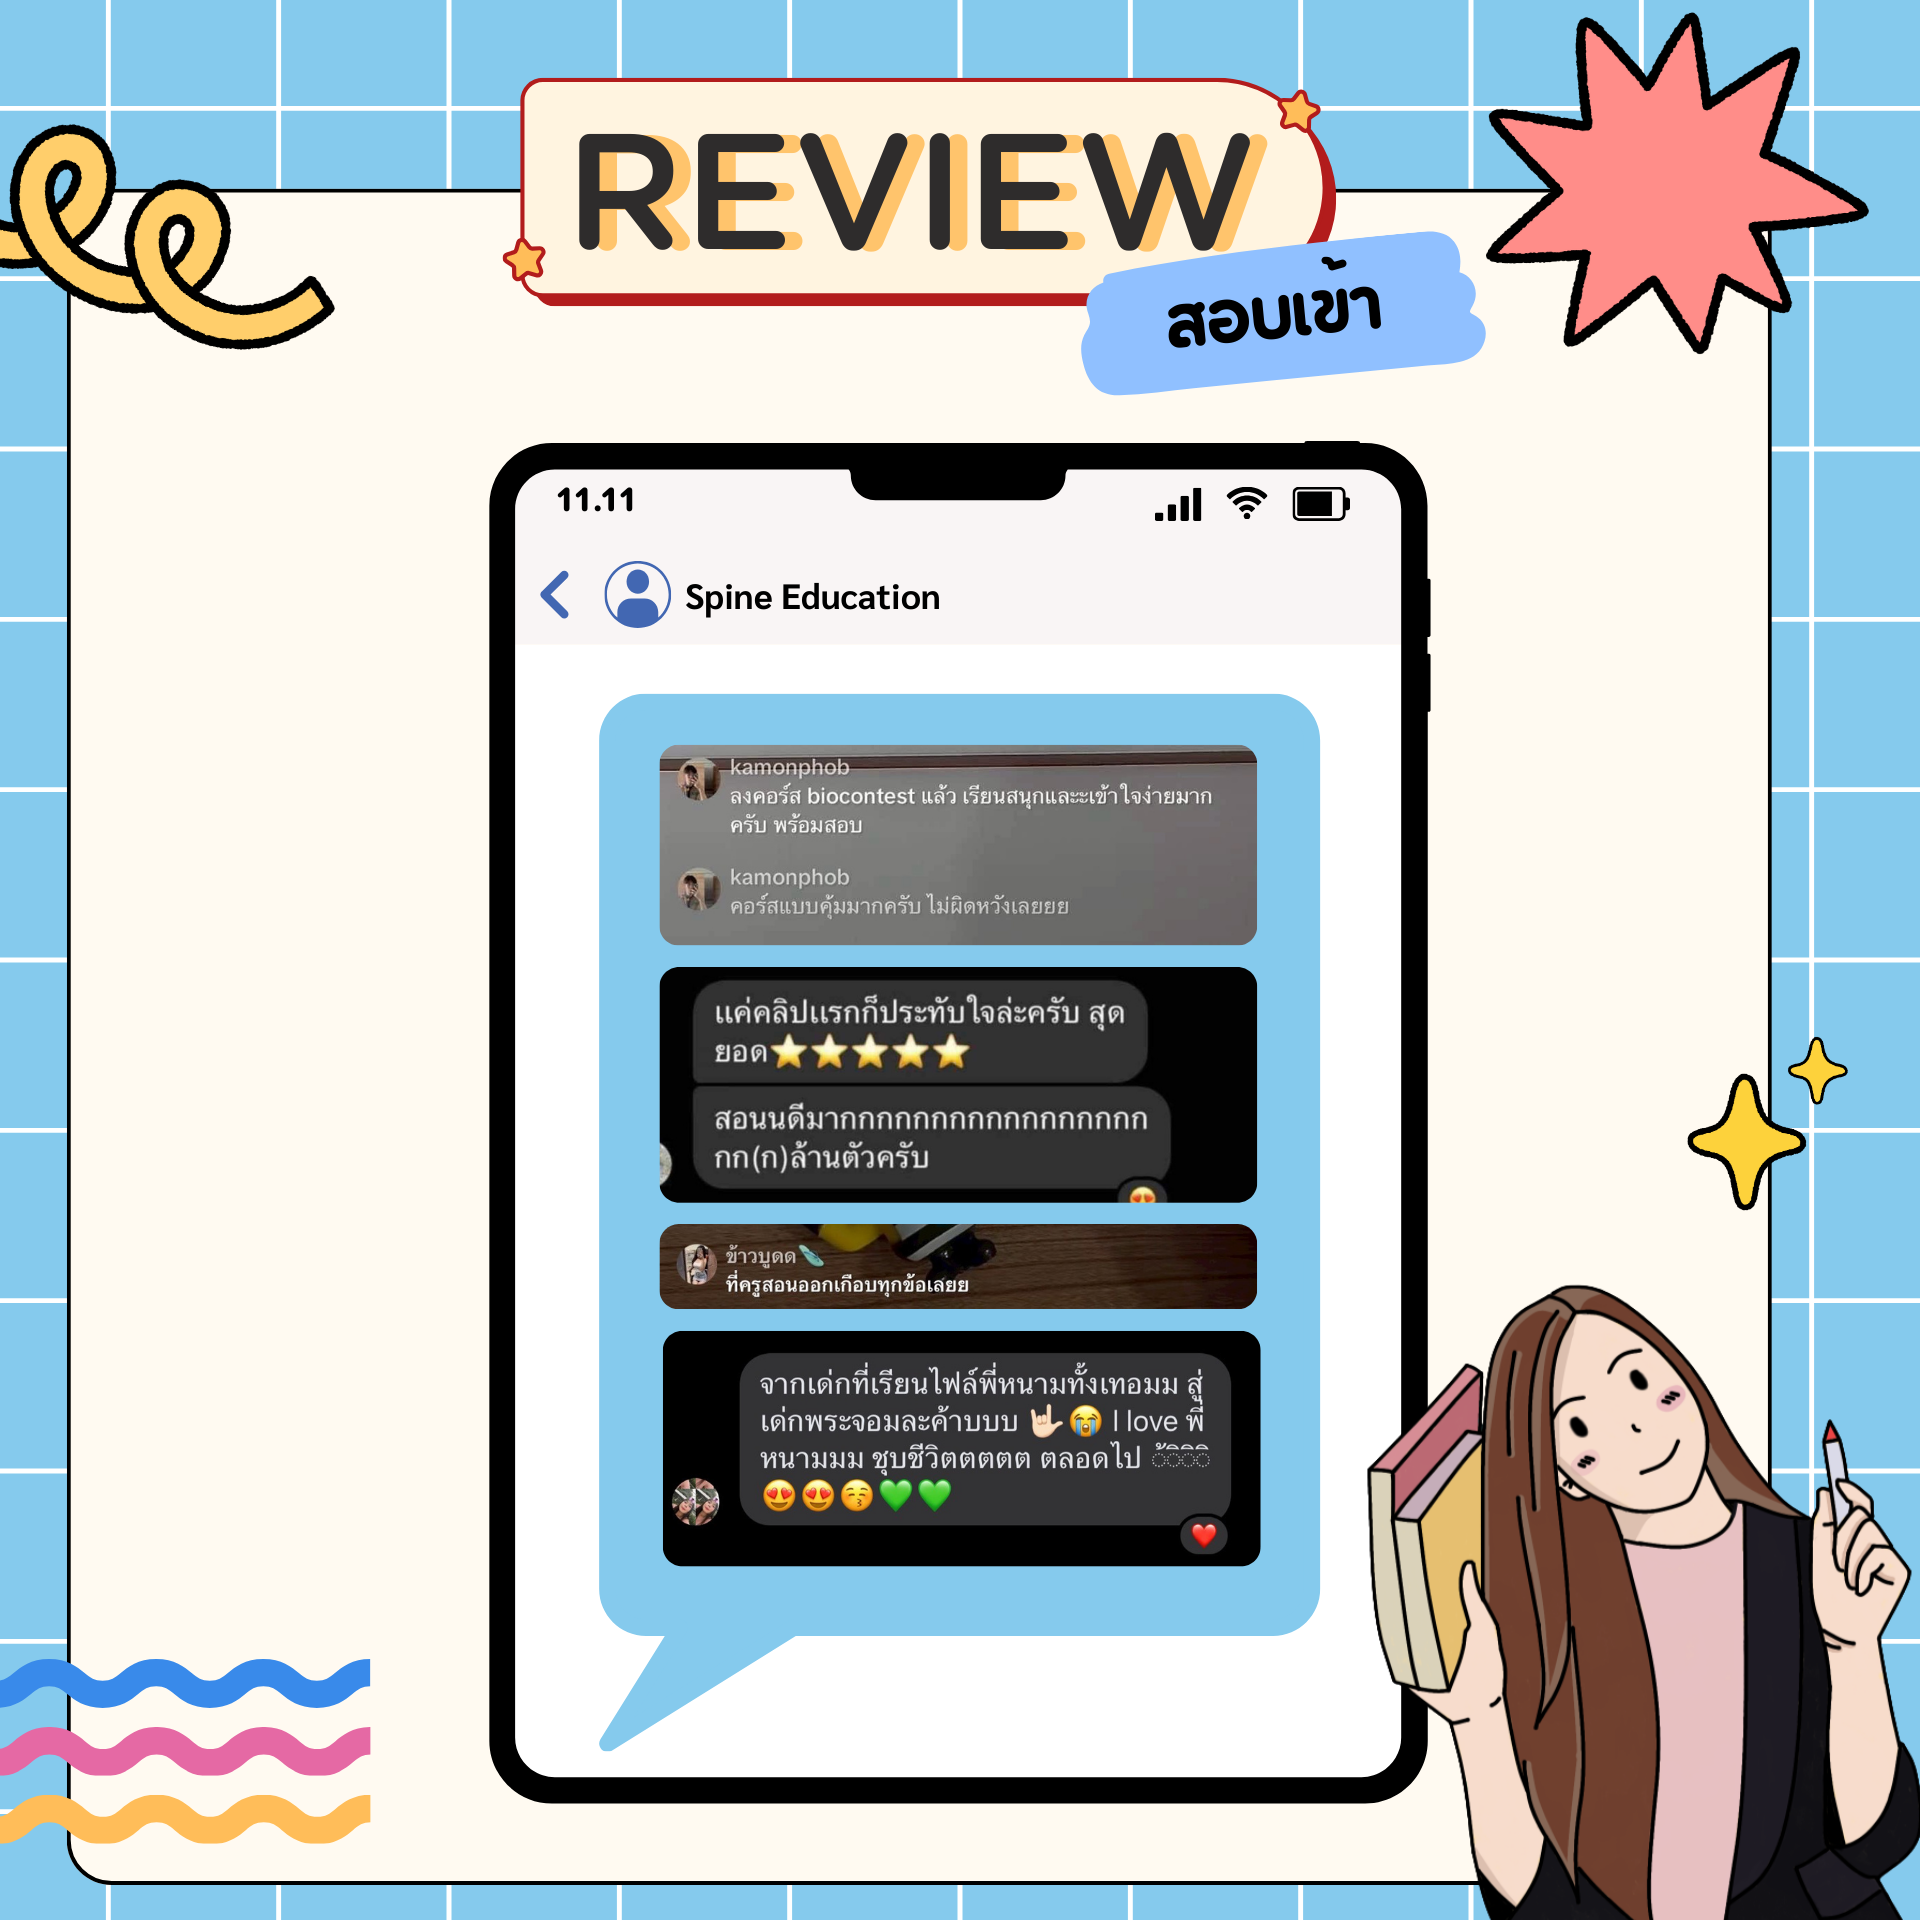 REVIEW
สอบเข้า
11.11
Spine Education
kamonphob
ลงคอร์ส biocontest แล้ว เรียนสนุกและะเข้าใจง่ายมาก
ครับ พร้อมสอบ
kamonphob
คอร์สแบบคุ้มมากครับ ไม่ผิดหวังเลยยย
แค่คลิปแรกก็ประทับใจล่ะครับ สุด
ยอด⭐⭐⭐⭐⭐
สอนนดีมากกกกกกกกกกกกกกกกก
กก(ก)ล้านตัวครับ
ข้าวบูดด
ที่ครูสอนออกเกือบทุกข้อเลยย
จากเด่กที่เรียนไฟล์พี่หนามทั้งเทอมม สู่
เด่กพระจอมละค้าบบบ 🤟🏻😭 I love พี่
หนามมม ชุบชีวิตตตตต ตลอดไป
😍😍😚💚💚